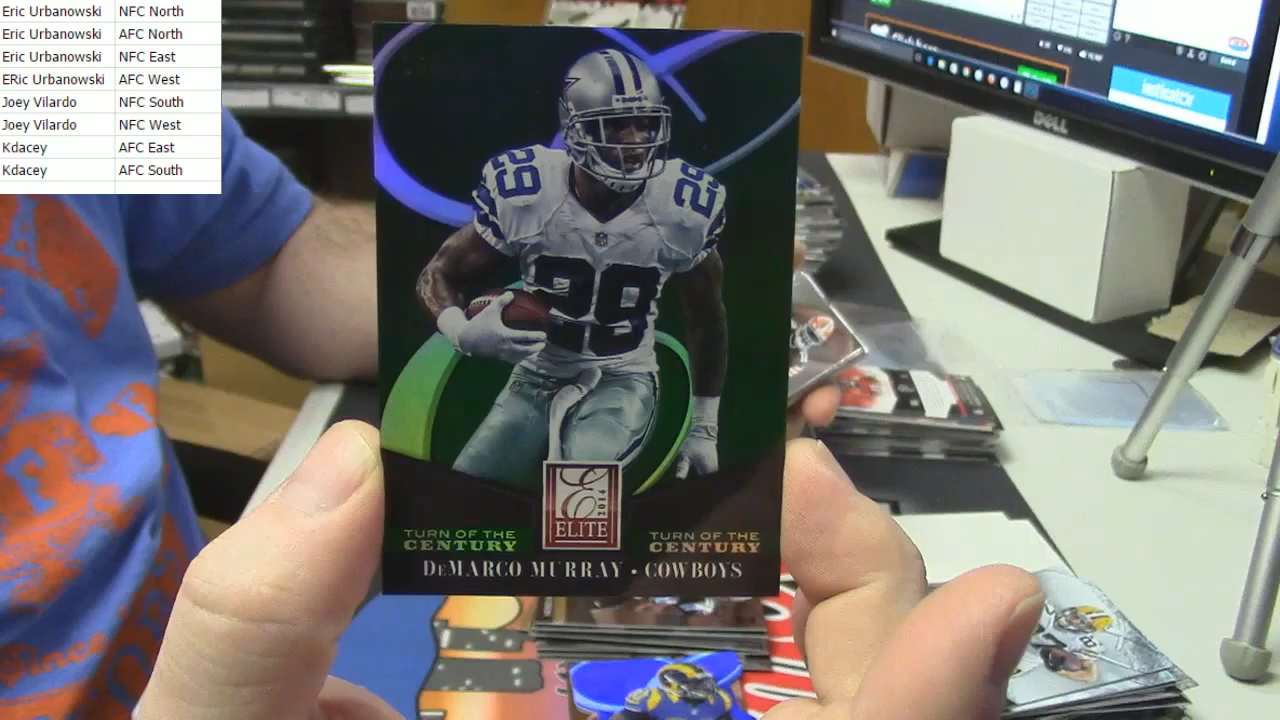 Eric Urbanowski NFC North
Eric Urbanowski AFC North
Eric Urbanowski NFC East
ERic Urbanowski AFC West
Joey Vilardo NFC South
Joey Vilardo NFC West
Kdacey AFC East
Kdacey AFC South
DELL
29
29
29
2014
E
ELITE
TURN OF THE CENTURY
TURN OF THE CENTURY
DEMARCO MURRAY • COWBOYS
Since